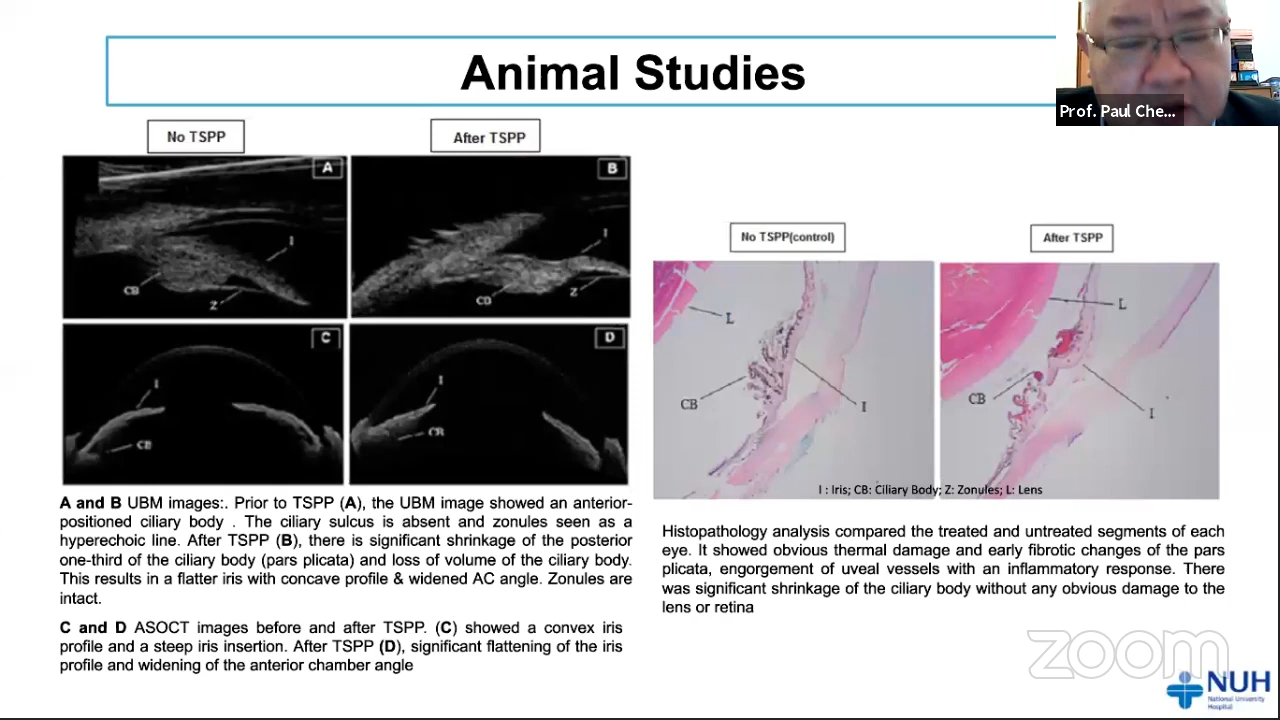 Animal Studies
Prof. Paul Che...
No TSPP
After TSPP
A
B
I
CB
Z
I
CB
Z
C
D
I
CB
I
CB
No TSPP(control)
After TSPP
L
CB
I
L
CB
I
I : Iris; CB: Ciliary Body; Z: Zonules; L: Lens
A and B UBM images:. Prior to TSPP (A), the UBM image showed an anterior-
positioned ciliary body . The ciliary sulcus is absent and zonules seen as a
hyperechoic line. After TSPP (B), there is significant shrinkage of the posterior
one-third of the ciliary body (pars plicata) and loss of volume of the ciliary body.
This results in a flatter iris with concave profile & widened AC angle. Zonules are
intact.
C and D ASOCT images before and after TSPP. (C) showed a convex iris
profile and a steep iris insertion. After TSPP (D), significant flattening of the iris
profile and widening of the anterior chamber angle
Histopathology analysis compared the treated and untreated segments of each
eye. It showed obvious thermal damage and early fibrotic changes of the pars
plicata, engorgement of uveal vessels with an inflammatory response. There
was significant shrinkage of the ciliary body without any obvious damage to the
lens or retina
zoom
NUH
National University
Hospital